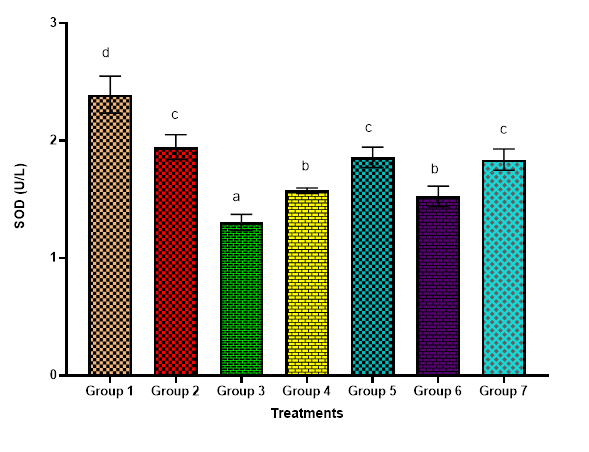 3
d
c
c
c
2
b
b
a
SOD (U/L)
1
0
Group 1 Group 2 Group 3 Group 4 Group 5 Group 6 Group 7
Treatments